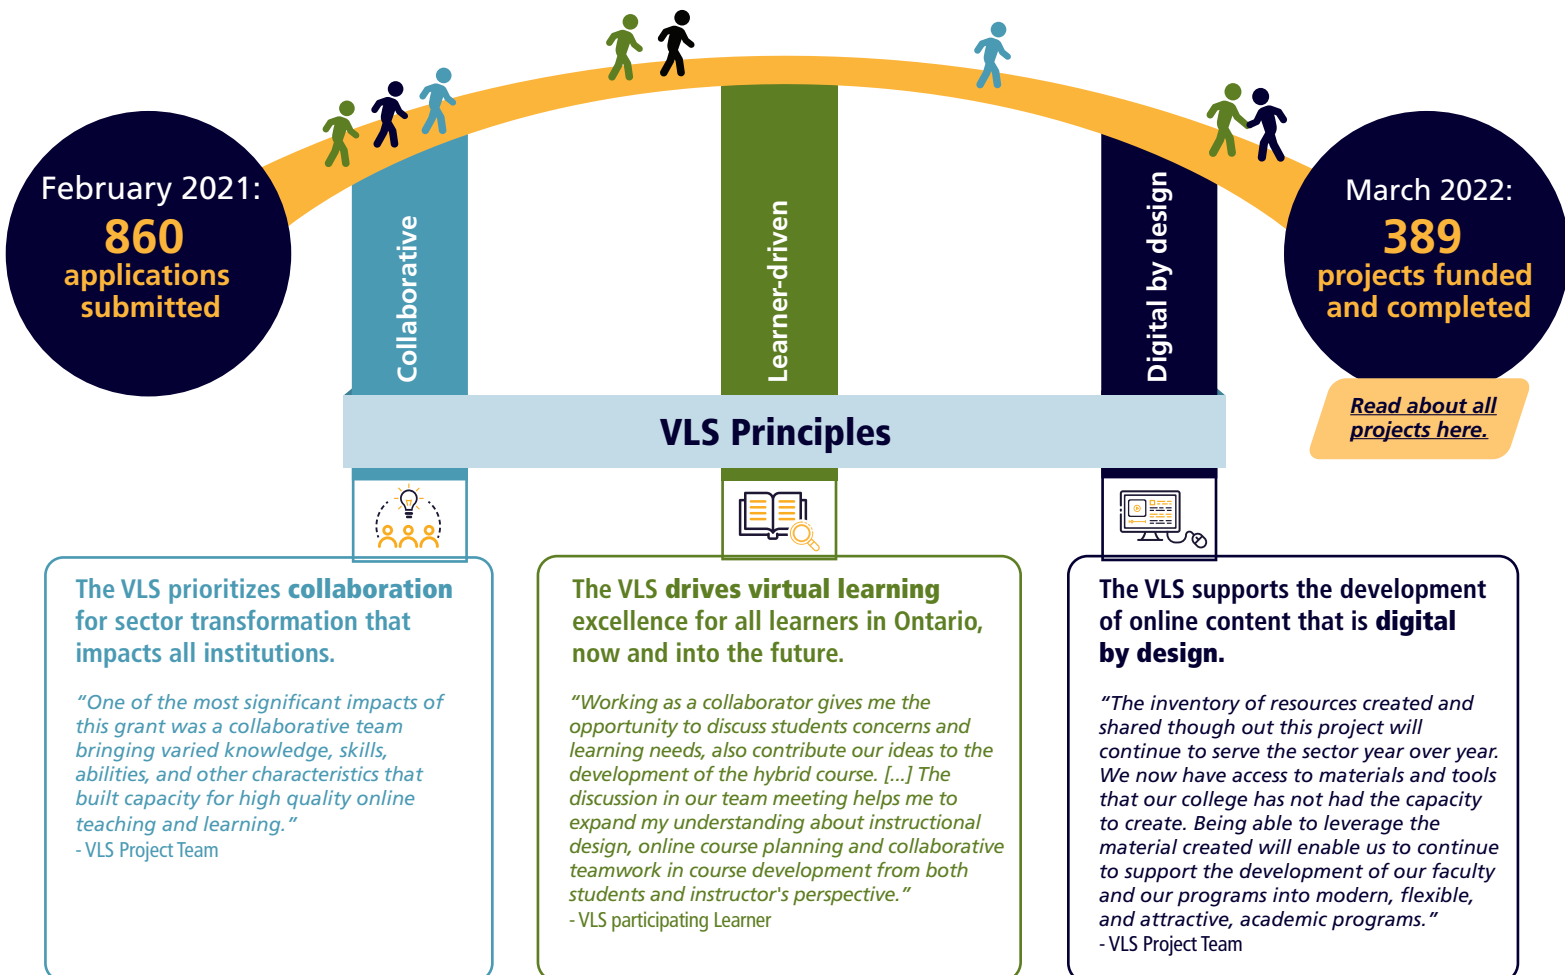 February 2021:
860
applications
submitted
Collaborative
Learner-driven
Digital by design
March 2022:
389
projects funded
and completed
Read about all
projects here.
VLS Principles
The VLS prioritizes collaboration
for sector transformation that
impacts all institutions.
“One of the most significant impacts of
this grant was a collaborative team
bringing varied knowledge, skills,
abilities, and other characteristics that
built capacity for high quality online
teaching and learning.”
- VLS Project Team
The VLS drives virtual learning
excellence for all learners in Ontario,
now and into the future.
“Working as a collaborator gives me the
opportunity to discuss students concerns and
learning needs, also contribute our ideas to the
development of the hybrid course. [...] The
discussion in our team meeting helps me to
expand my understanding about instructional
design, online course planning and collaborative
teamwork in course development from both
students and instructor's perspective.”
- VLS participating Learner
The VLS supports the development
of online content that is digital
by design.
“The inventory of resources created and
shared though out this project will
continue to serve the sector year over year.
We now have access to materials and tools
that our college has not had the capacity
to create. Being able to leverage the
material created will enable us to continue
to support the development of our faculty
and our programs into modern, flexible,
and attractive, academic programs.”
- VLS Project Team